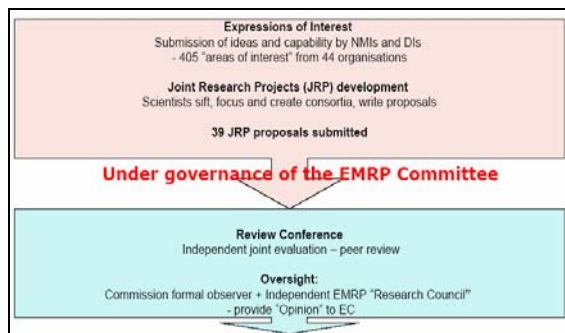 Expressions of Interest
Submission of ideas and capability by NMIs and DIs
- 405 "areas of interest" from 44 organisations
Joint Research Projects (JRP) development
Scientists sift, focus and create consortia, write proposals
39 JRP proposals submitted
Under governance of the EMRP Committee
Review Conference
Independent joint evaluation – peer review
Oversight:
Commission formal observer + Independent EMRP "Research Council"
- provide "Opinion" to EC